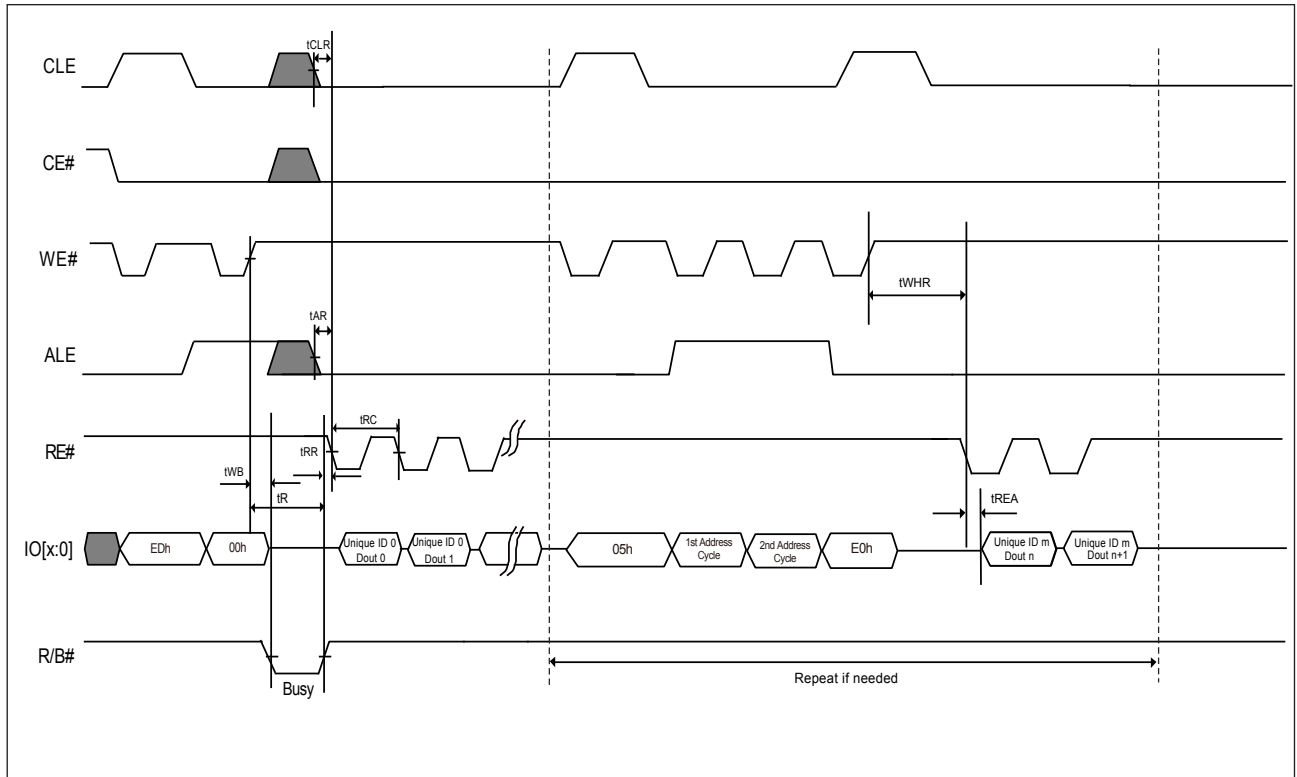 CLE
tCLR
CE#
WE#
tWHR
tAR
ALE
tRC
RE#
tRR
tWB
tR
tREA
IO[x:0]
EDh
00h
Unique ID 0
Dout 0
Unique ID 0
Dout 1
05h
1st Address
Cycle
2nd Address
Cycle
E0h
Unique ID m
Dout n
Unique ID m
Dout n+1
R/B#
Busy
Repeat if needed